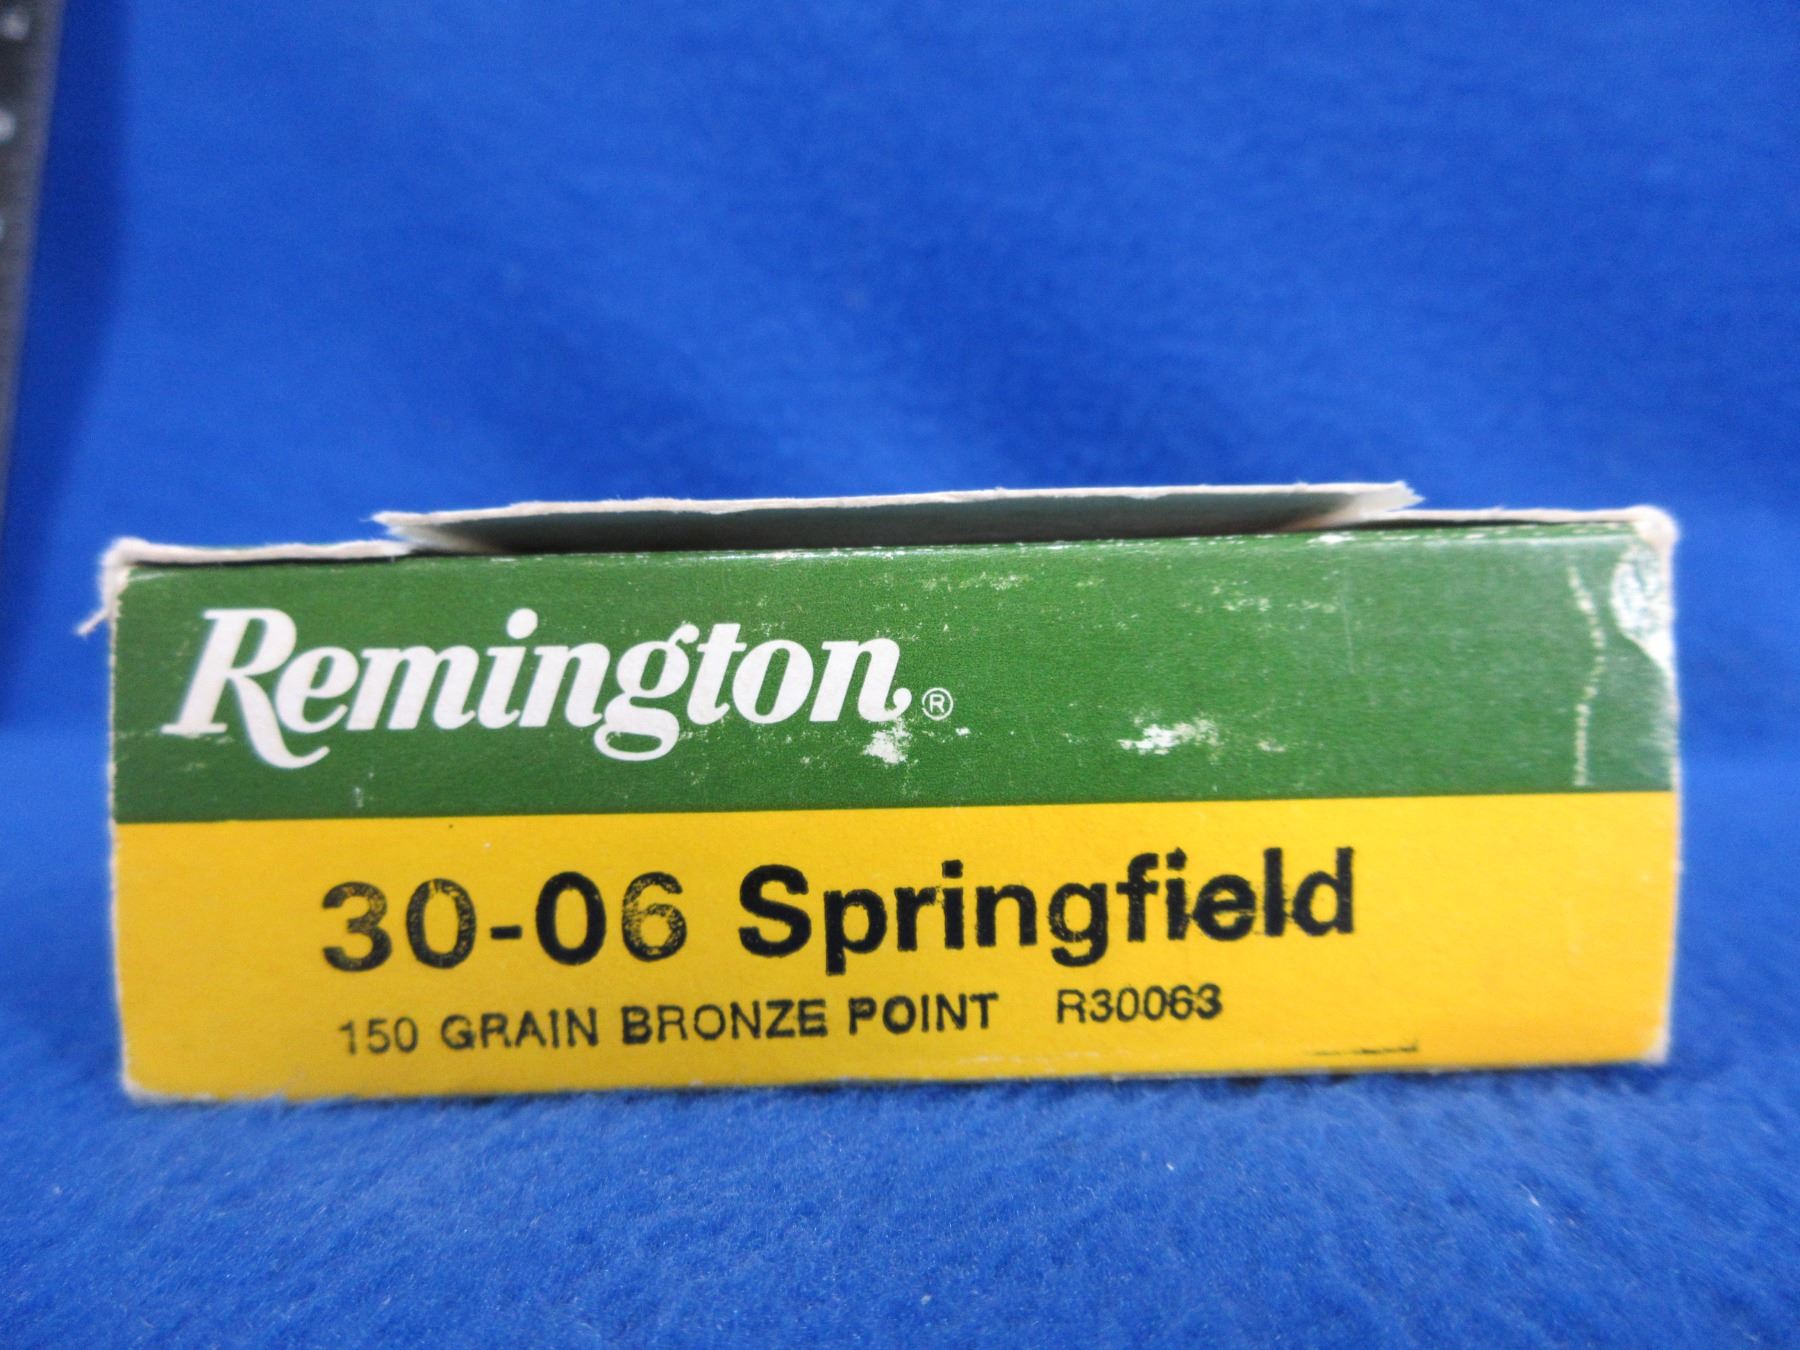 Remington®
30-06 Springfield
150 GRAIN BRONZE POINT R30063